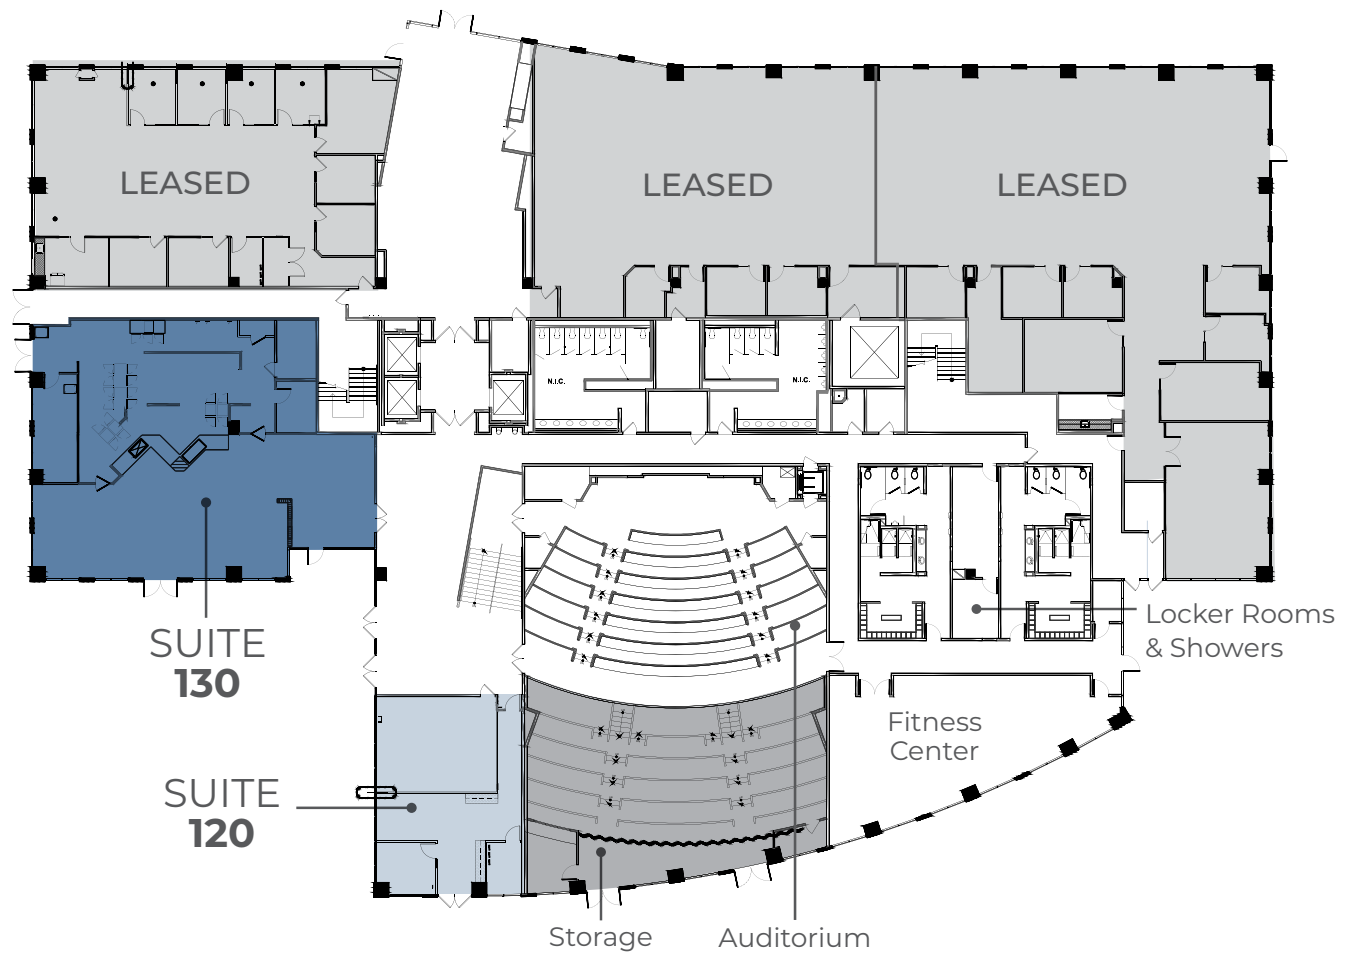 LEASED
LEASED
LEASED
N.I.C.
N.I.C.
SUITE
130
Locker Rooms
& Showers
Fitness
Center
SUITE
120
Storage
Auditorium